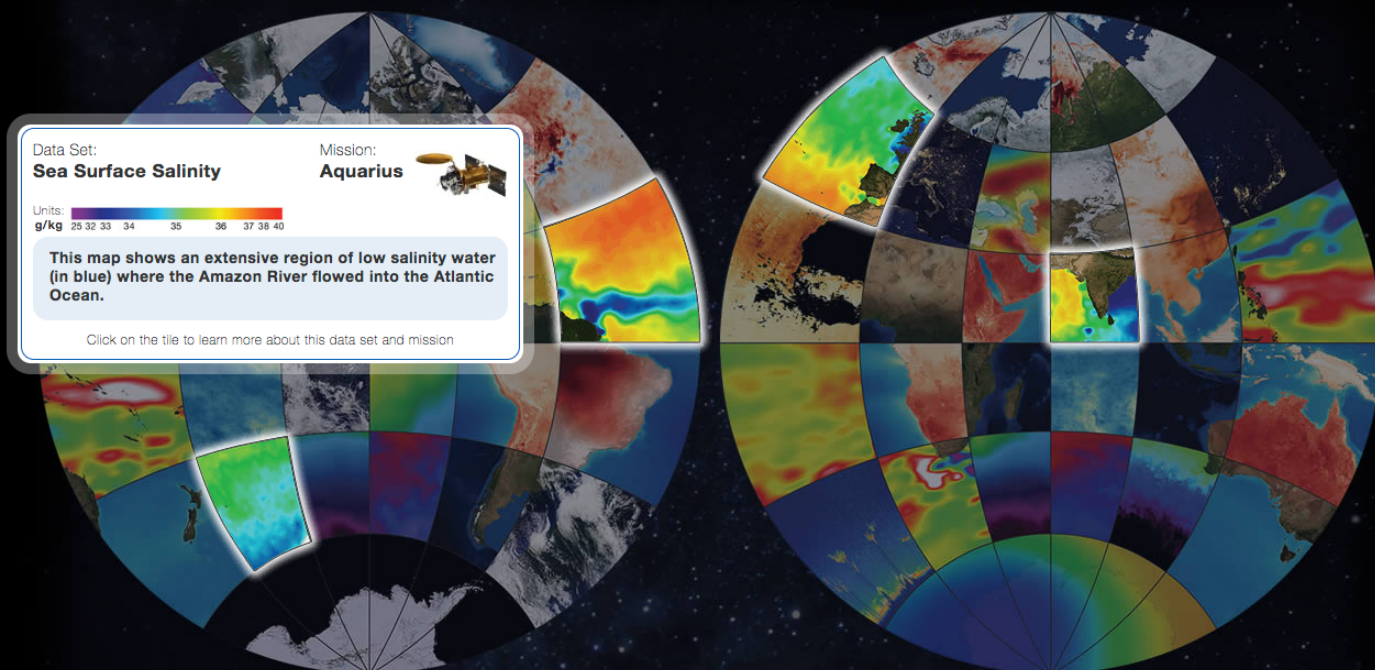 Data Set:
Sea Surface Salinity
Mission:
Aquarius
Units:
g/kg
25 32 33 34 35 36 37 38 40
This map shows an extensive region of low salinity water
(in blue) where the Amazon River flowed into the Atlantic
Ocean.
Click on the tile to learn more about this data set and mission